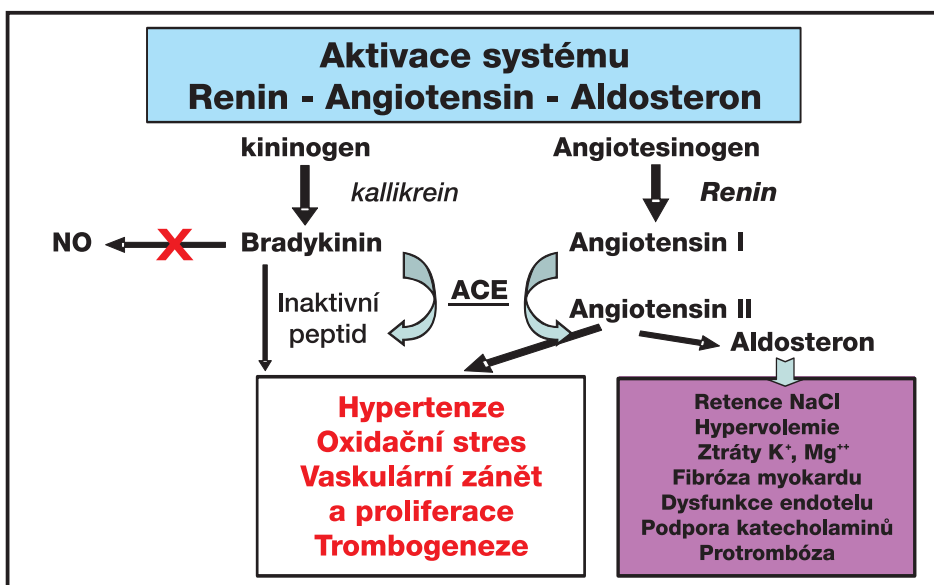 Aktivace systému
Renin - Angiotensin - Aldosteron
kininogen
Angiotesinogen
kallikrein
Renin
NO
Bradykinin
Angiotensin I
ACE
Inaktivní
peptid
Angiotensin II
Aldosteron
Hypertenze
Oxidační stres
Vaskulární zánět
a proliferace
Trombogeneze
Retence NaCl
Hypervolemie
Ztráty K⁺, Mg⁺⁺
Fibróza myokardu
Dysfunkce endotelu
Podpora katecholaminů
Protrombóza